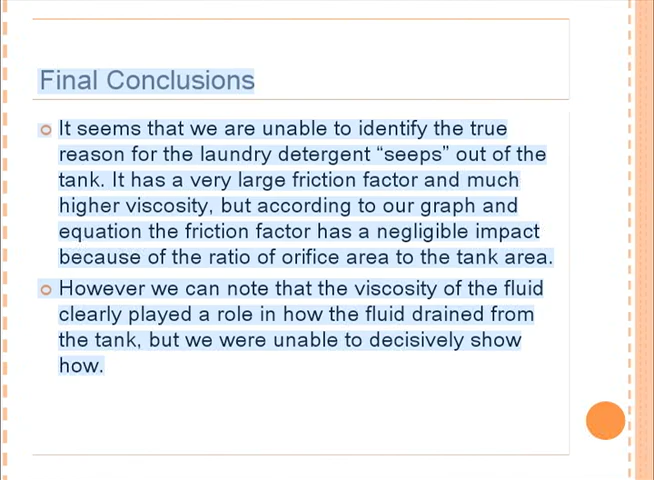 Final Conclusions
It seems that we are unable to identify the true
reason for the laundry detergent “seeps” out of the
tank. It has a very large friction factor and much
higher viscosity, but according to our graph and
equation the friction factor has a negligible impact
because of the ratio of orifice area to the tank area.
However we can note that the viscosity of the fluid
clearly played a role in how the fluid drained from
the tank, but we were unable to decisively show
how.